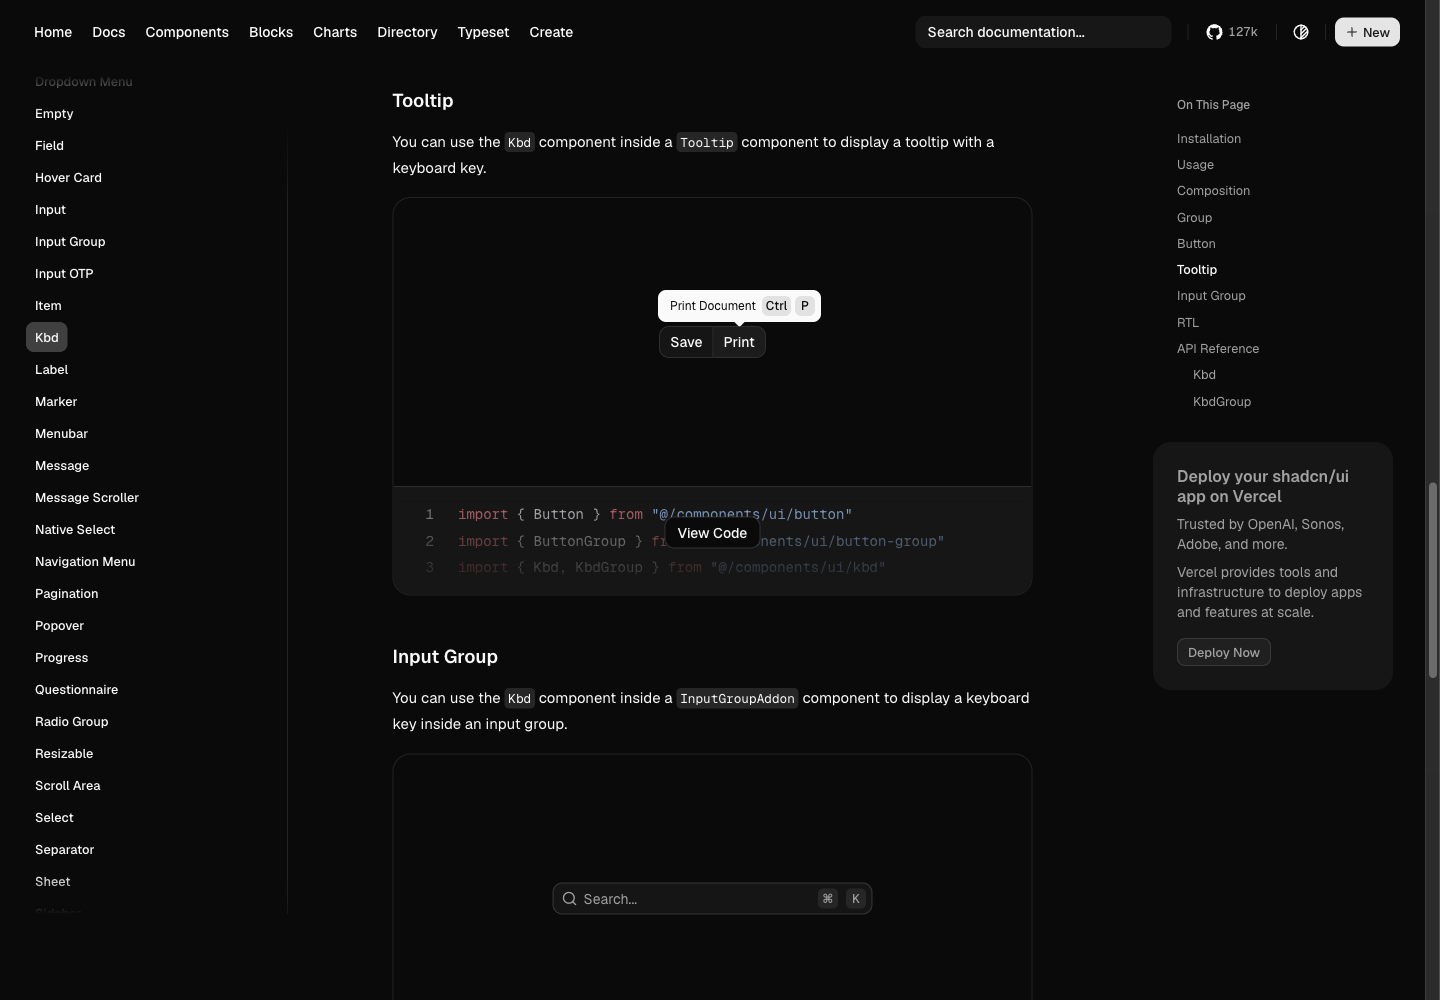 Home Docs Components Blocks Charts Directory Typeset Create
Search documentation...
127k
New
Dropdown Menu
Empty
Field
Hover Card
Input
Input Group
Input OTP
Item
Kbd
Label
Marker
Menubar
Message
Message Scroller
Native Select
Navigation Menu
Pagination
Popover
Progress
Questionnaire
Radio Group
Resizable
Scroll Area
Select
Separator
Sheet
Tooltip
You can use the Kbd component inside a Tooltip component to display a tooltip with a
keyboard key.
Print Document Ctrl P
Save Print
1 import { Button } from "@/components/ui/button"
2 import { ButtonGroup } nents/ui/button-group"
View Code
3 import { Kbd, KbdGroup } from "@/components/ui/kbd"
Input Group
You can use the Kbd component inside a InputGroupAddon component to display a keyboard
key inside an input group.
Search... ⌘ K
On This Page
Installation
Usage
Composition
Group
Button
Tooltip
Input Group
RTL
API Reference
Kbd
KbdGroup
Deploy your shadcn/ui
app on Vercel
Trusted by OpenAI, Sonos,
Adobe, and more.
Vercel provides tools and
infrastructure to deploy apps
and features at scale.
Deploy Now